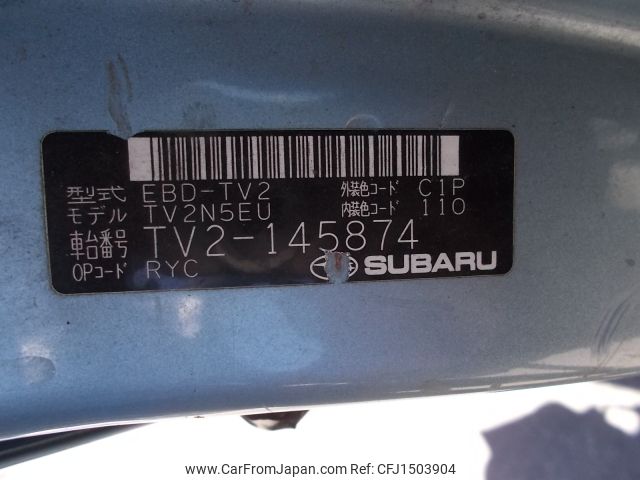 型式 EBD-TV2 外装色コード C1P
モデル TV2N5EU 内装色コード 110
車台番号 TV2-145874
OPコード RYC SUBARU
© CarFromJapan / www.CarFromJapan.com - CFJ1503904